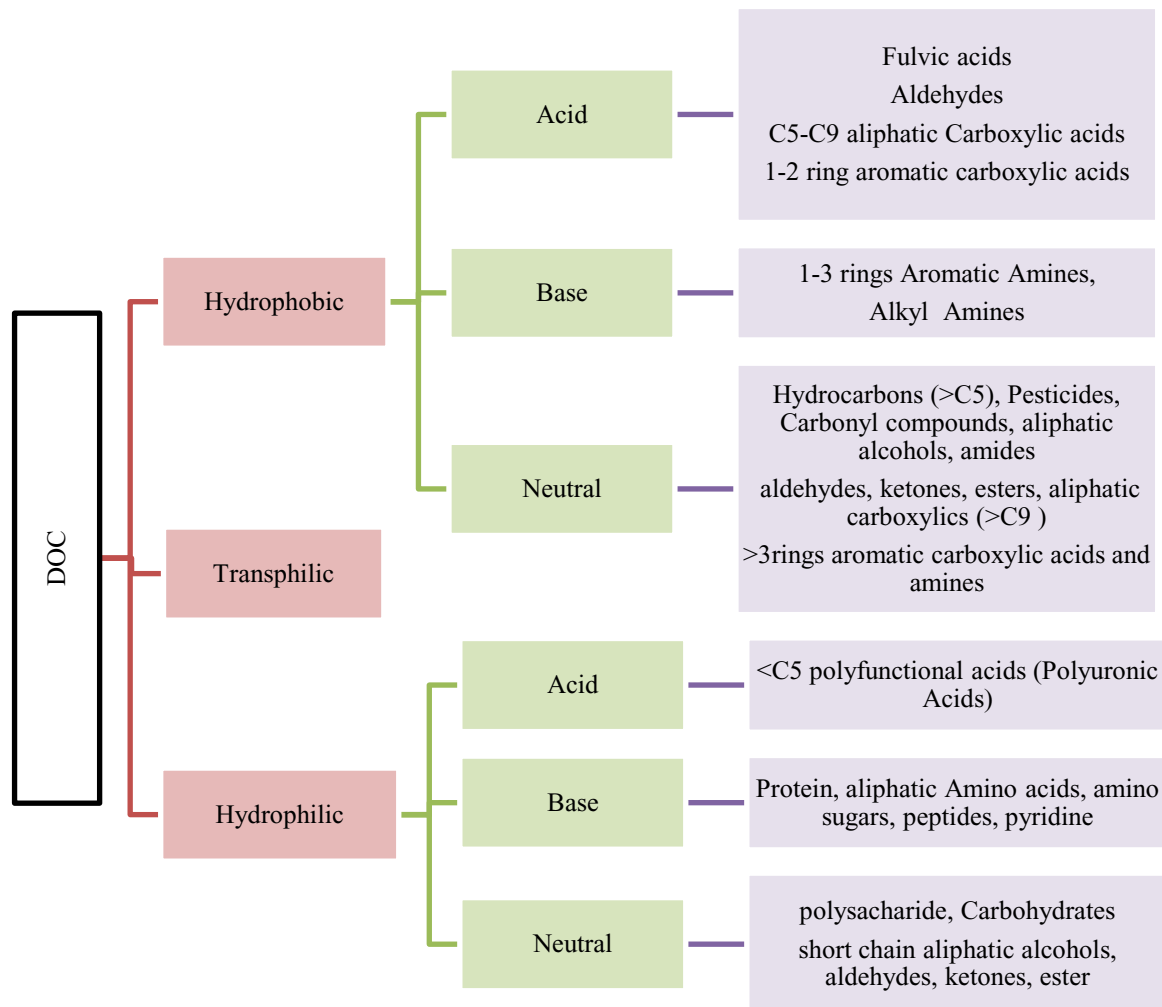 DOC
Hydrophobic
Acid
Fulvic acids
Aldehydes
C5-C9 aliphatic Carboxylic acids
1-2 ring aromatic carboxylic acids
Base
1-3 rings Aromatic Amines,
Alkyl Amines
Neutral
Hydrocarbons (>C5), Pesticides,
Carbonyl compounds, aliphatic
alcohols, amides
aldehydes, ketones, esters, aliphatic
carboxylics (>C9 )
>3rings aromatic carboxylic acids and
amines
Transphilic
Hydrophilic
Acid
<C5 polyfunctional acids (Polyuronic
Acids)
Base
Protein, aliphatic Amino acids, amino
sugars, peptides, pyridine
Neutral
polysacharide, Carbohydrates
short chain aliphatic alcohols,
aldehydes, ketones, ester